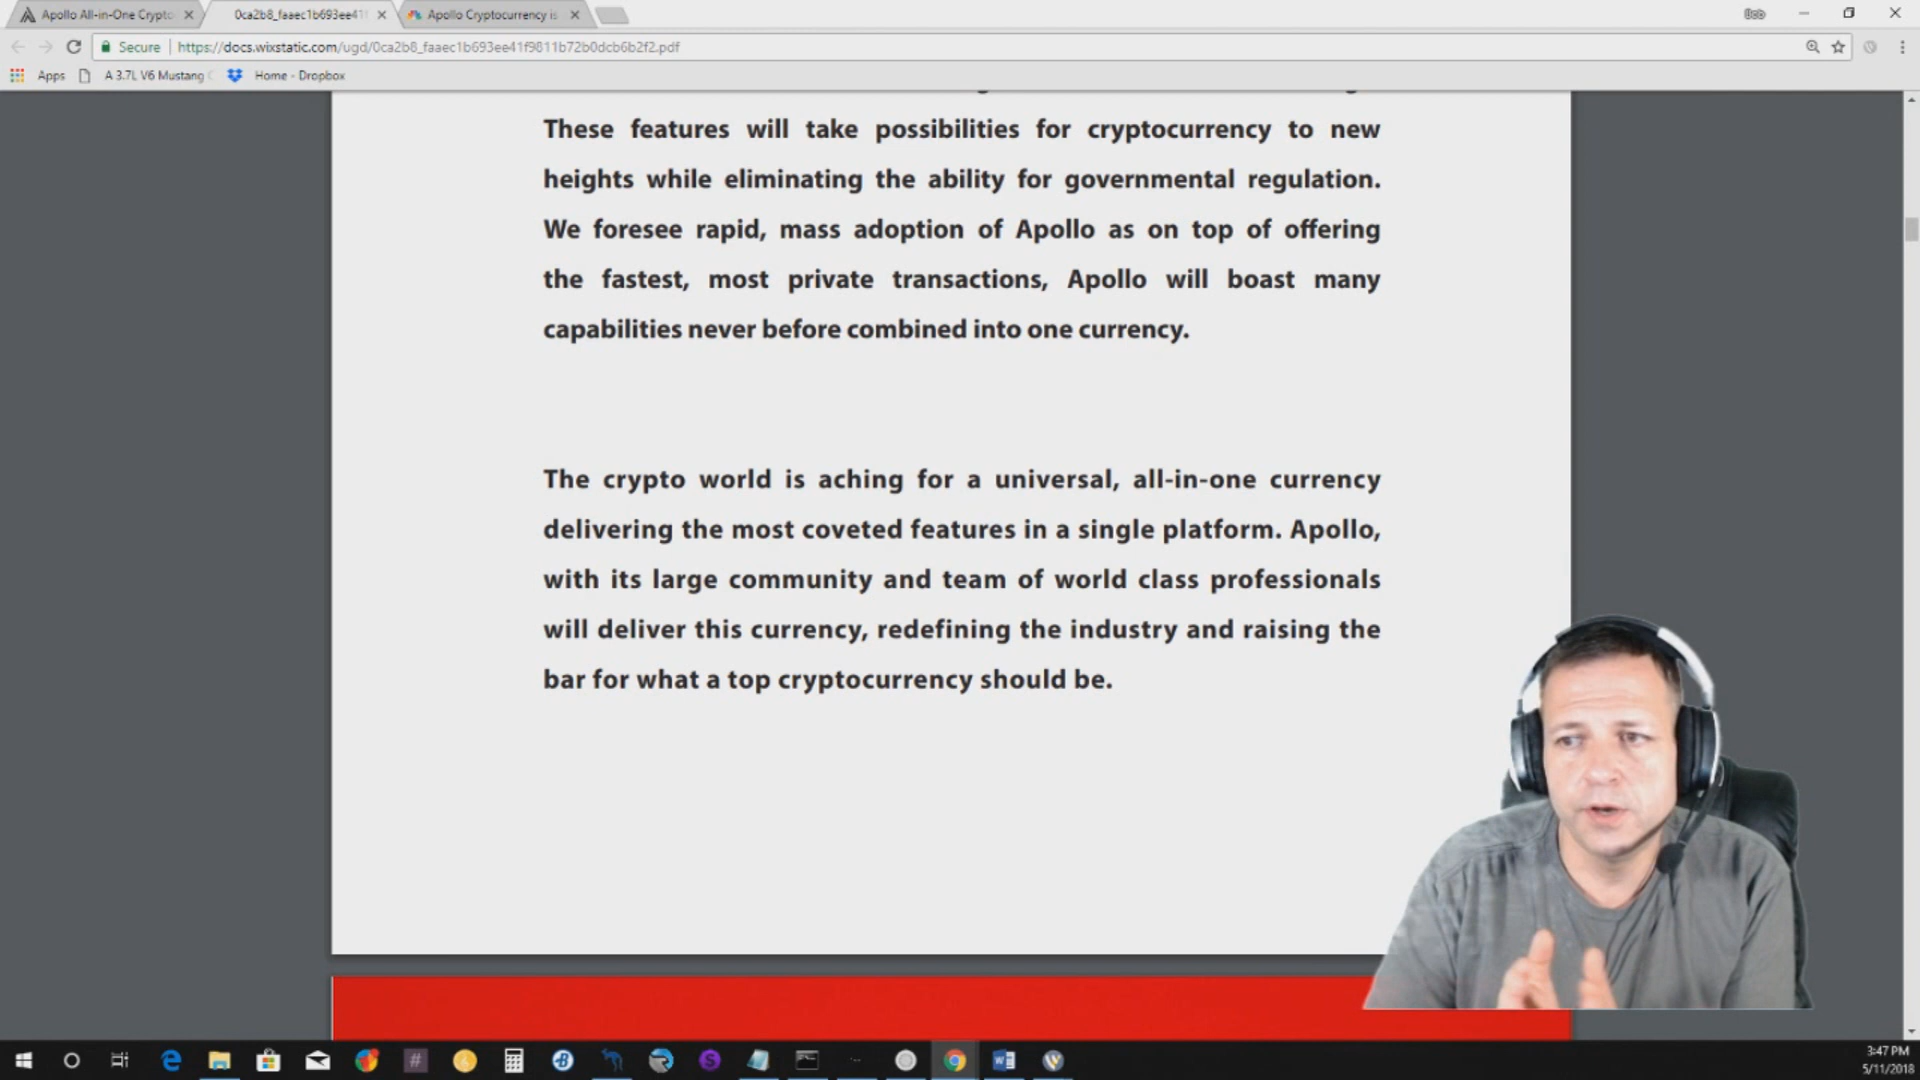 Apollo All-in-One Crypto
0ca2b8_faaec1b693ee41f
Apollo Cryptocurrency is
Bob
Secure
https://docs.wixstatic.com/ugd/0ca2b8_faaec1b693ee41f9811b72b0dcb6b2f2.pdf
Apps
A 3.7L V6 Mustang
Home - Dropbox
These features will take possibilities for cryptocurrency to new
heights while eliminating the ability for governmental regulation.
We foresee rapid, mass adoption of Apollo as on top of offering
the fastest, most private transactions, Apollo will boast many
capabilities never before combined into one currency.
The crypto world is aching for a universal, all-in-one currency
delivering the most coveted features in a single platform. Apollo,
with its large community and team of world class professionals
will deliver this currency, redefining the industry and raising the
bar for what a top cryptocurrency should be.
3:47 PM
5/11/2018